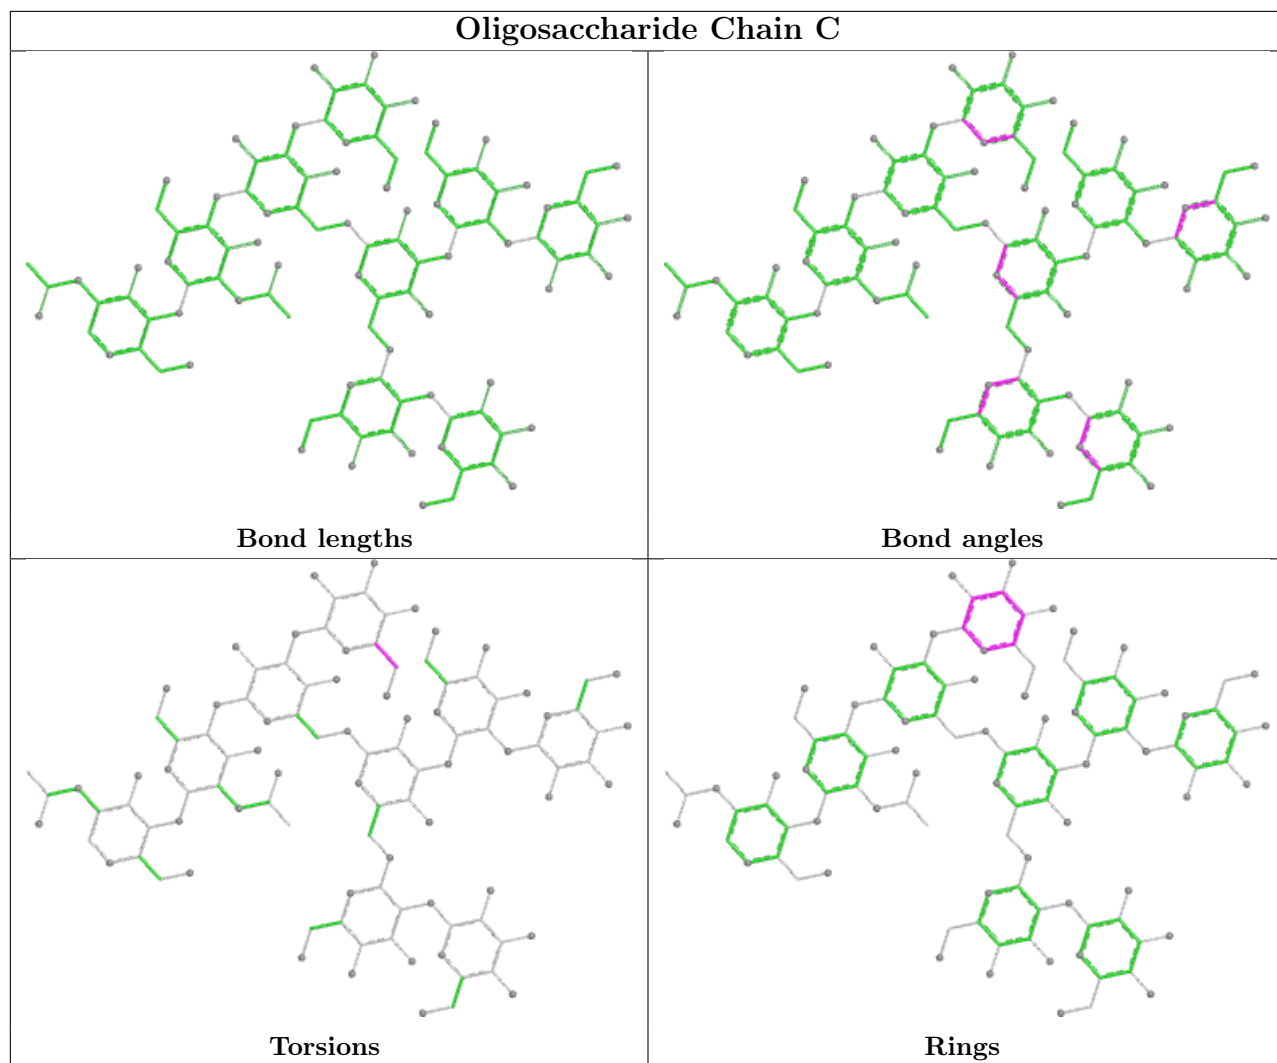 Oligosaccharide Chain C
Bond lengths
Bond angles
Torsions
Rings